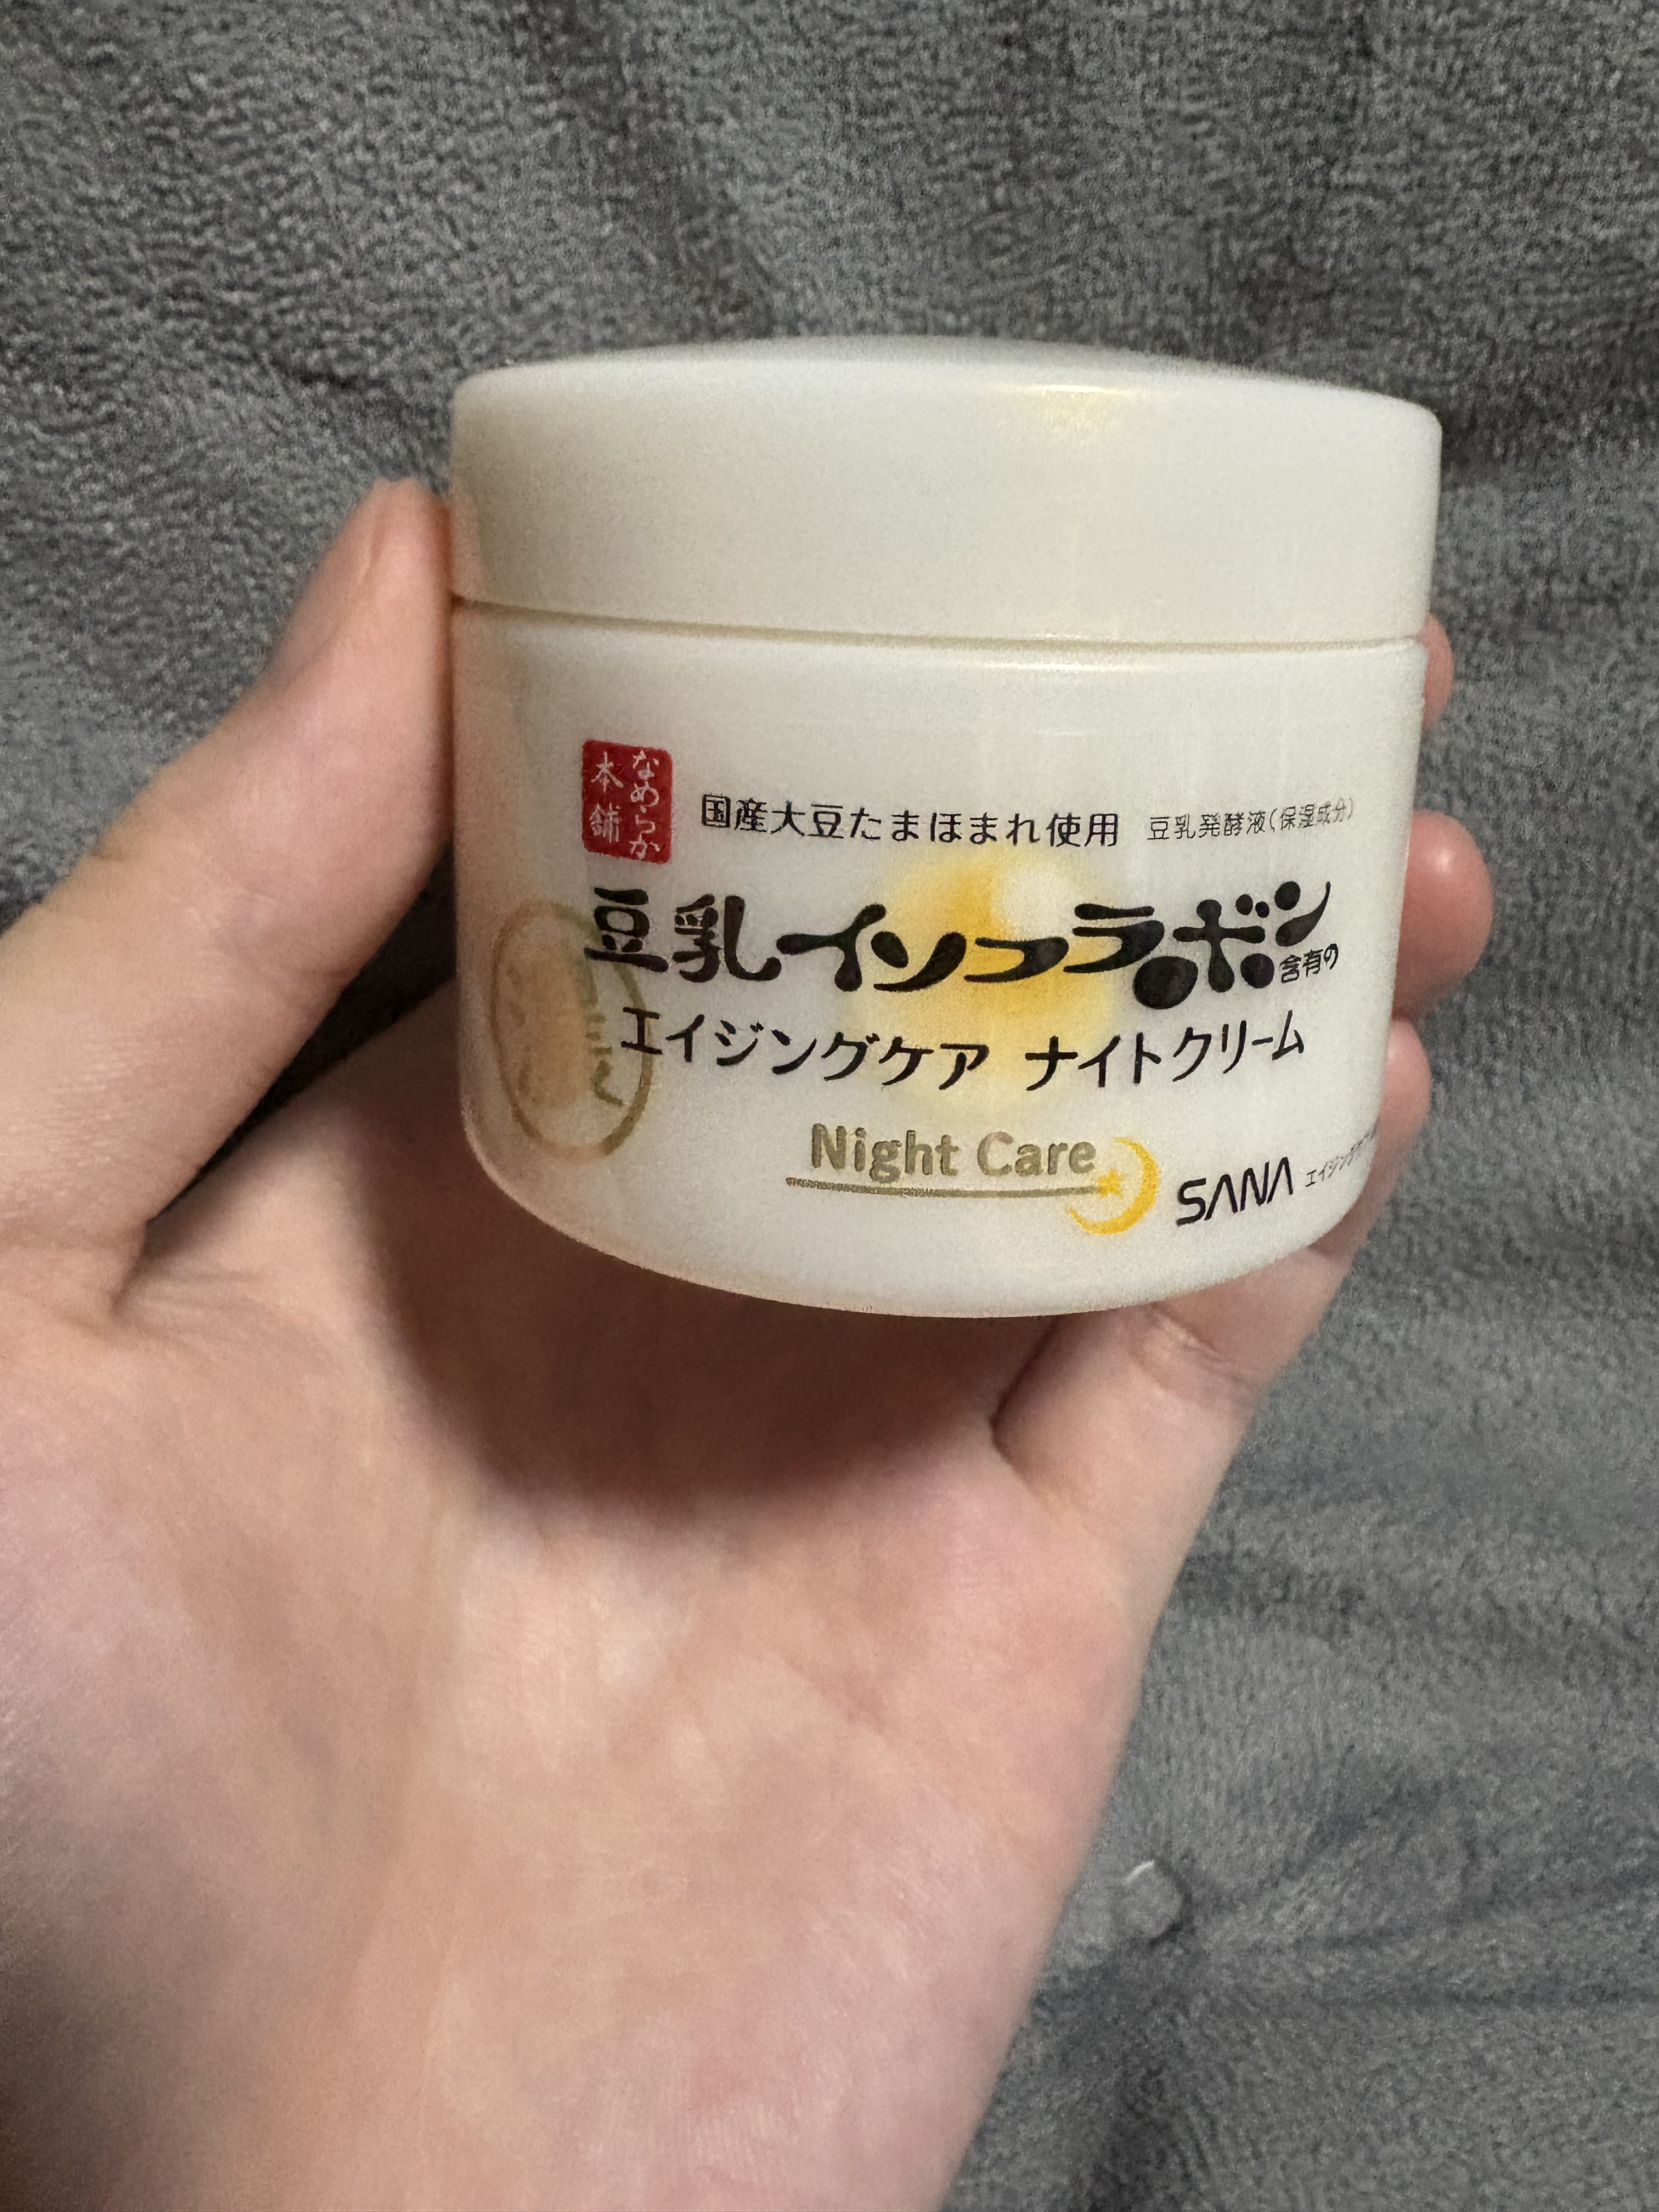 なめらか
本舗
国産大豆たまほまれ使用 豆乳発酵液(保湿成分)
豆乳イソフラボン含有の
エイジングケア ナイトクリーム
Night Care
SANA